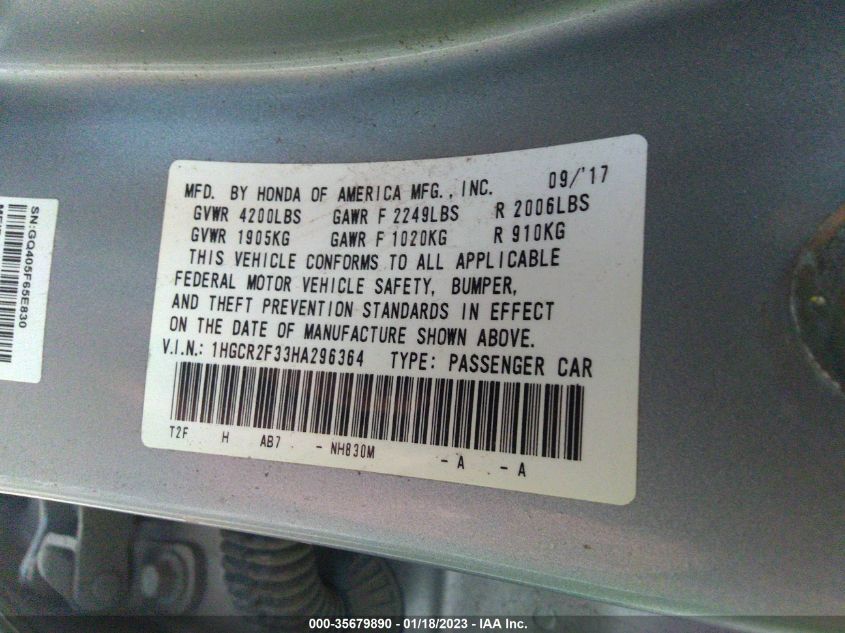 MFD. BY HONDA OF AMERICA MFG., INC. 09/'17
GVWR 4200LBS GAWR F 2249LBS R 2006LBS
GVWR 1905KG GAWR F 1020KG R 910KG
THIS VEHICLE CONFORMS TO ALL APPLICABLE
FEDERAL MOTOR VEHICLE SAFETY, BUMPER,
AND THEFT PREVENTION STANDARDS IN EFFECT
ON THE DATE OF MANUFACTURE SHOWN ABOVE.
V.I.N.: 1HGCR2F33HA296364 TYPE: PASSENGER CAR
T2F H AB7 - NH830M - A - A
SN:GQ405F65E830
000-35679890 / 01/18/2023 / IAA Inc.